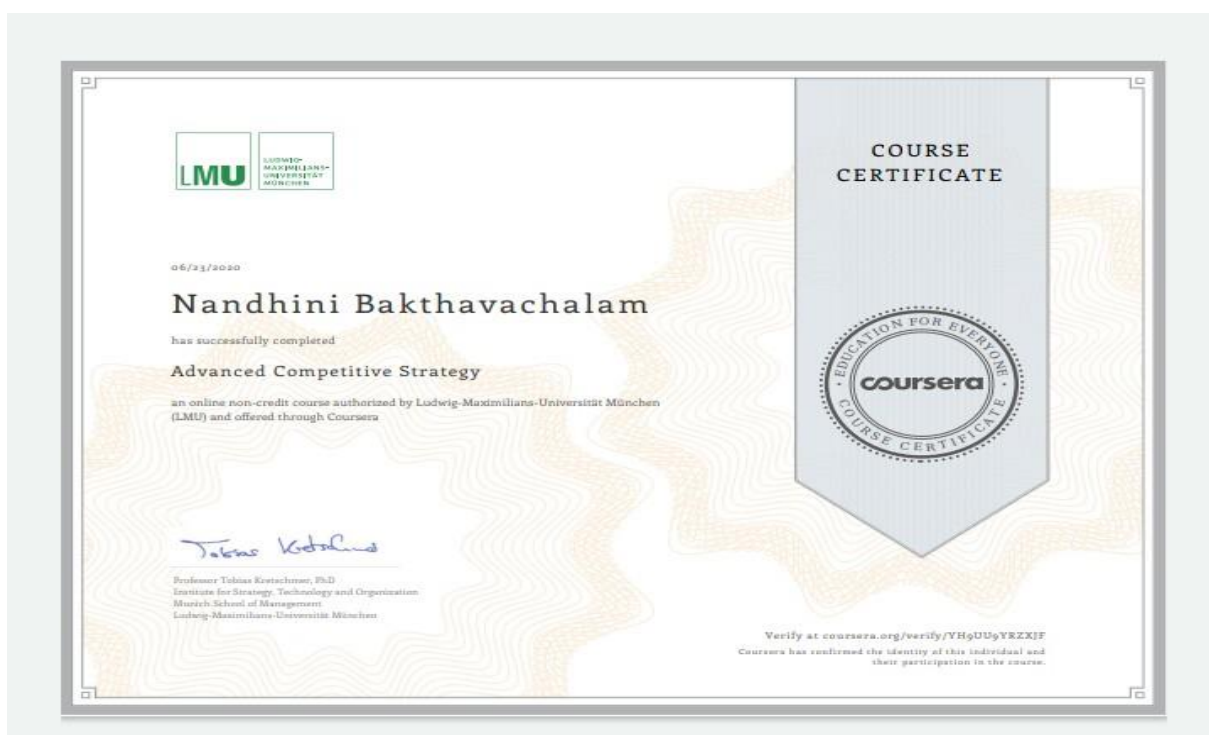 LMU
LUDWIG-
MAXIMILIANS-
UNIVERSITÄT
MÜNCHEN
COURSE
CERTIFICATE
06/23/2020
Nandhini Bakthavachalam
has successfully completed
Advanced Competitive Strategy
an online non-credit course authorized by Ludwig-Maximilians-Universität München
(LMU) and offered through Coursera
EDUCATION FOR EVERYONE
coursera
COURSE CERTIFICATE
Tobias Kretschmer
Professor Tobias Kretschmer, PhD
Institute for Strategy, Technology and Organization
Munich School of Management
Ludwig-Maximilians-Universität München
Verify at coursera.org/verify/YH9UU9YRZXJF
Coursera has confirmed the identity of this individual and
their participation in the course.